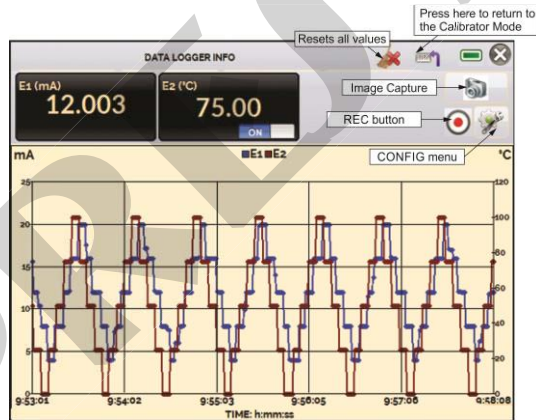 Press here to return to
the Calibrator Mode
Resets all values
DATA LOGGER INFO
E1 (mA)
12.003
E2 (°C)
75.00
ON
Image Capture
REC button
CONFIG menu
mA
E1 E2
°C
25
20
15
10
5
0
100
80
60
40
20
0
9:53:01 9:54:02 9:55:03 9:56:05 9:57:06 9:58:08
TIME: h:mm:ss